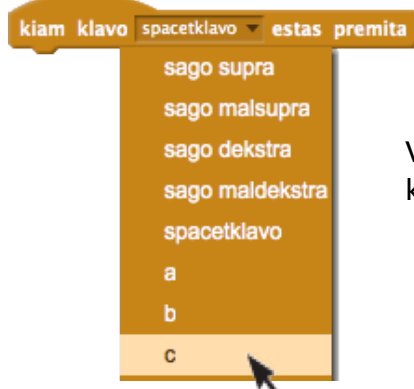 kiam klavo spacetklavo estas premita
sago supra
sago malsupra
sago dekstra
sago maldekstra
spacetklavo
a
b
c